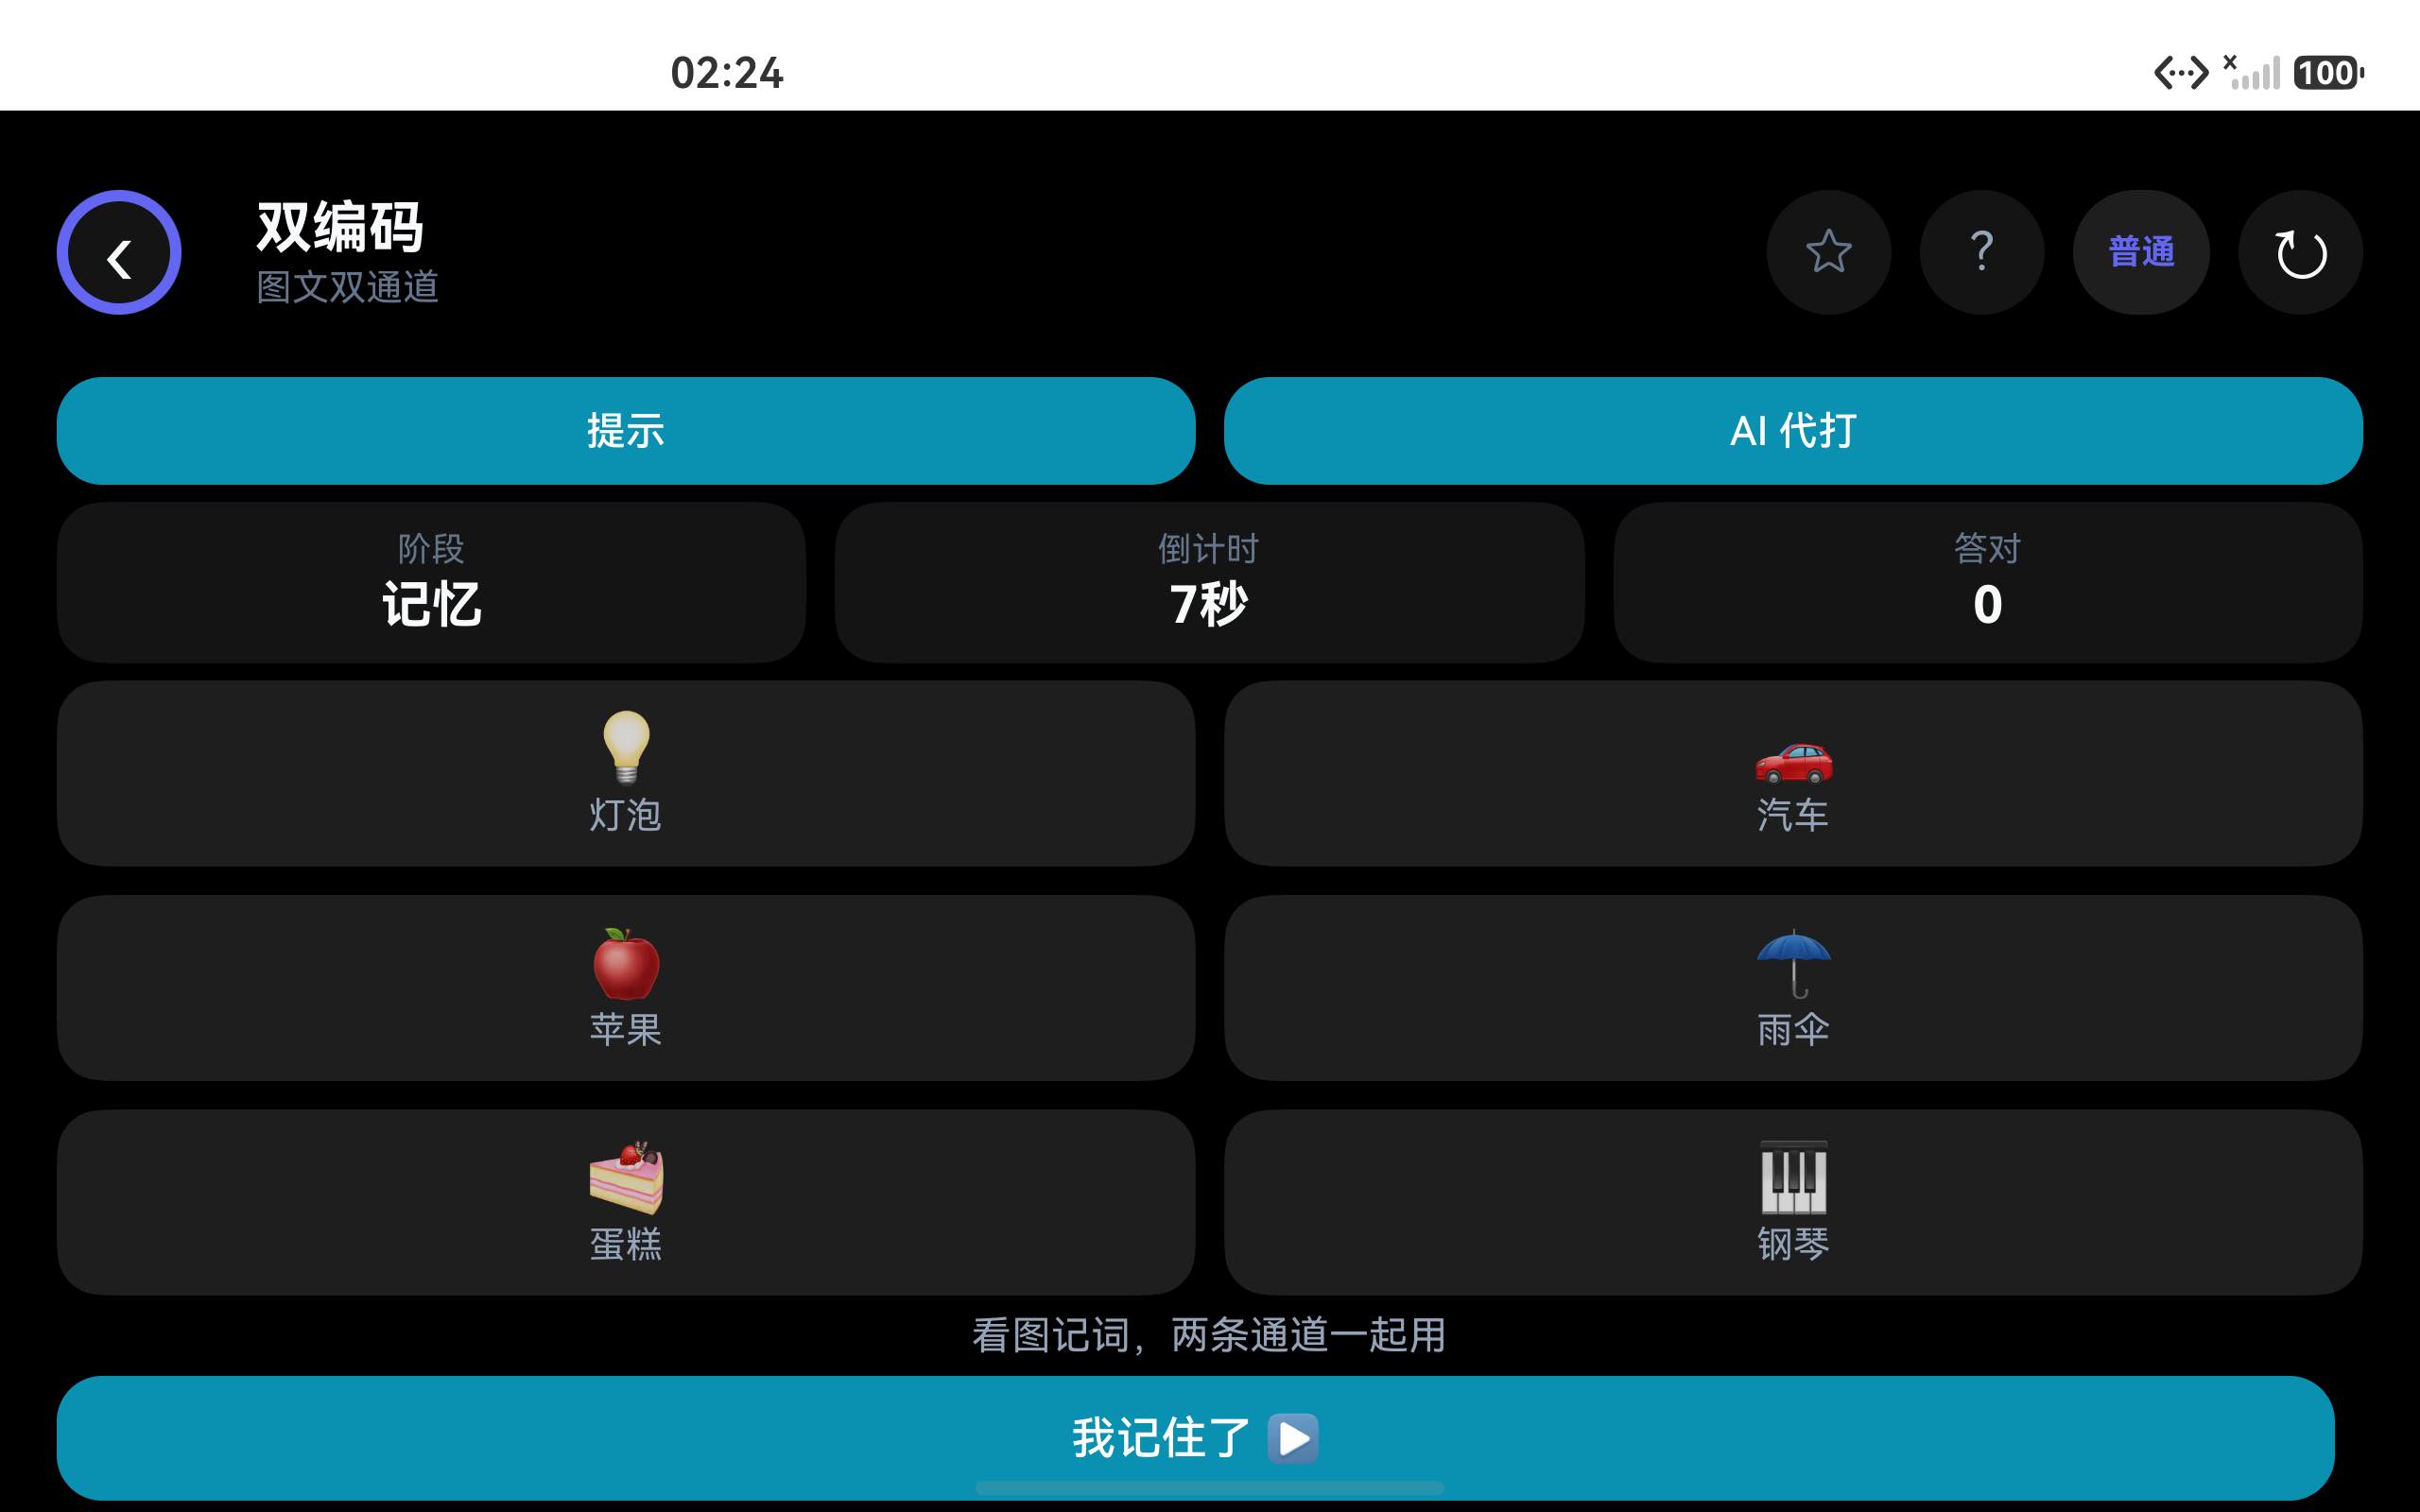 02:24
100
双编码
图文双通道
?
普通
提示
AI 代打
阶段
记忆
倒计时
7秒
答对
0
灯泡
汽车
苹果
雨伞
蛋糕
钢琴
看图记词，两条通道一起用
我记住了